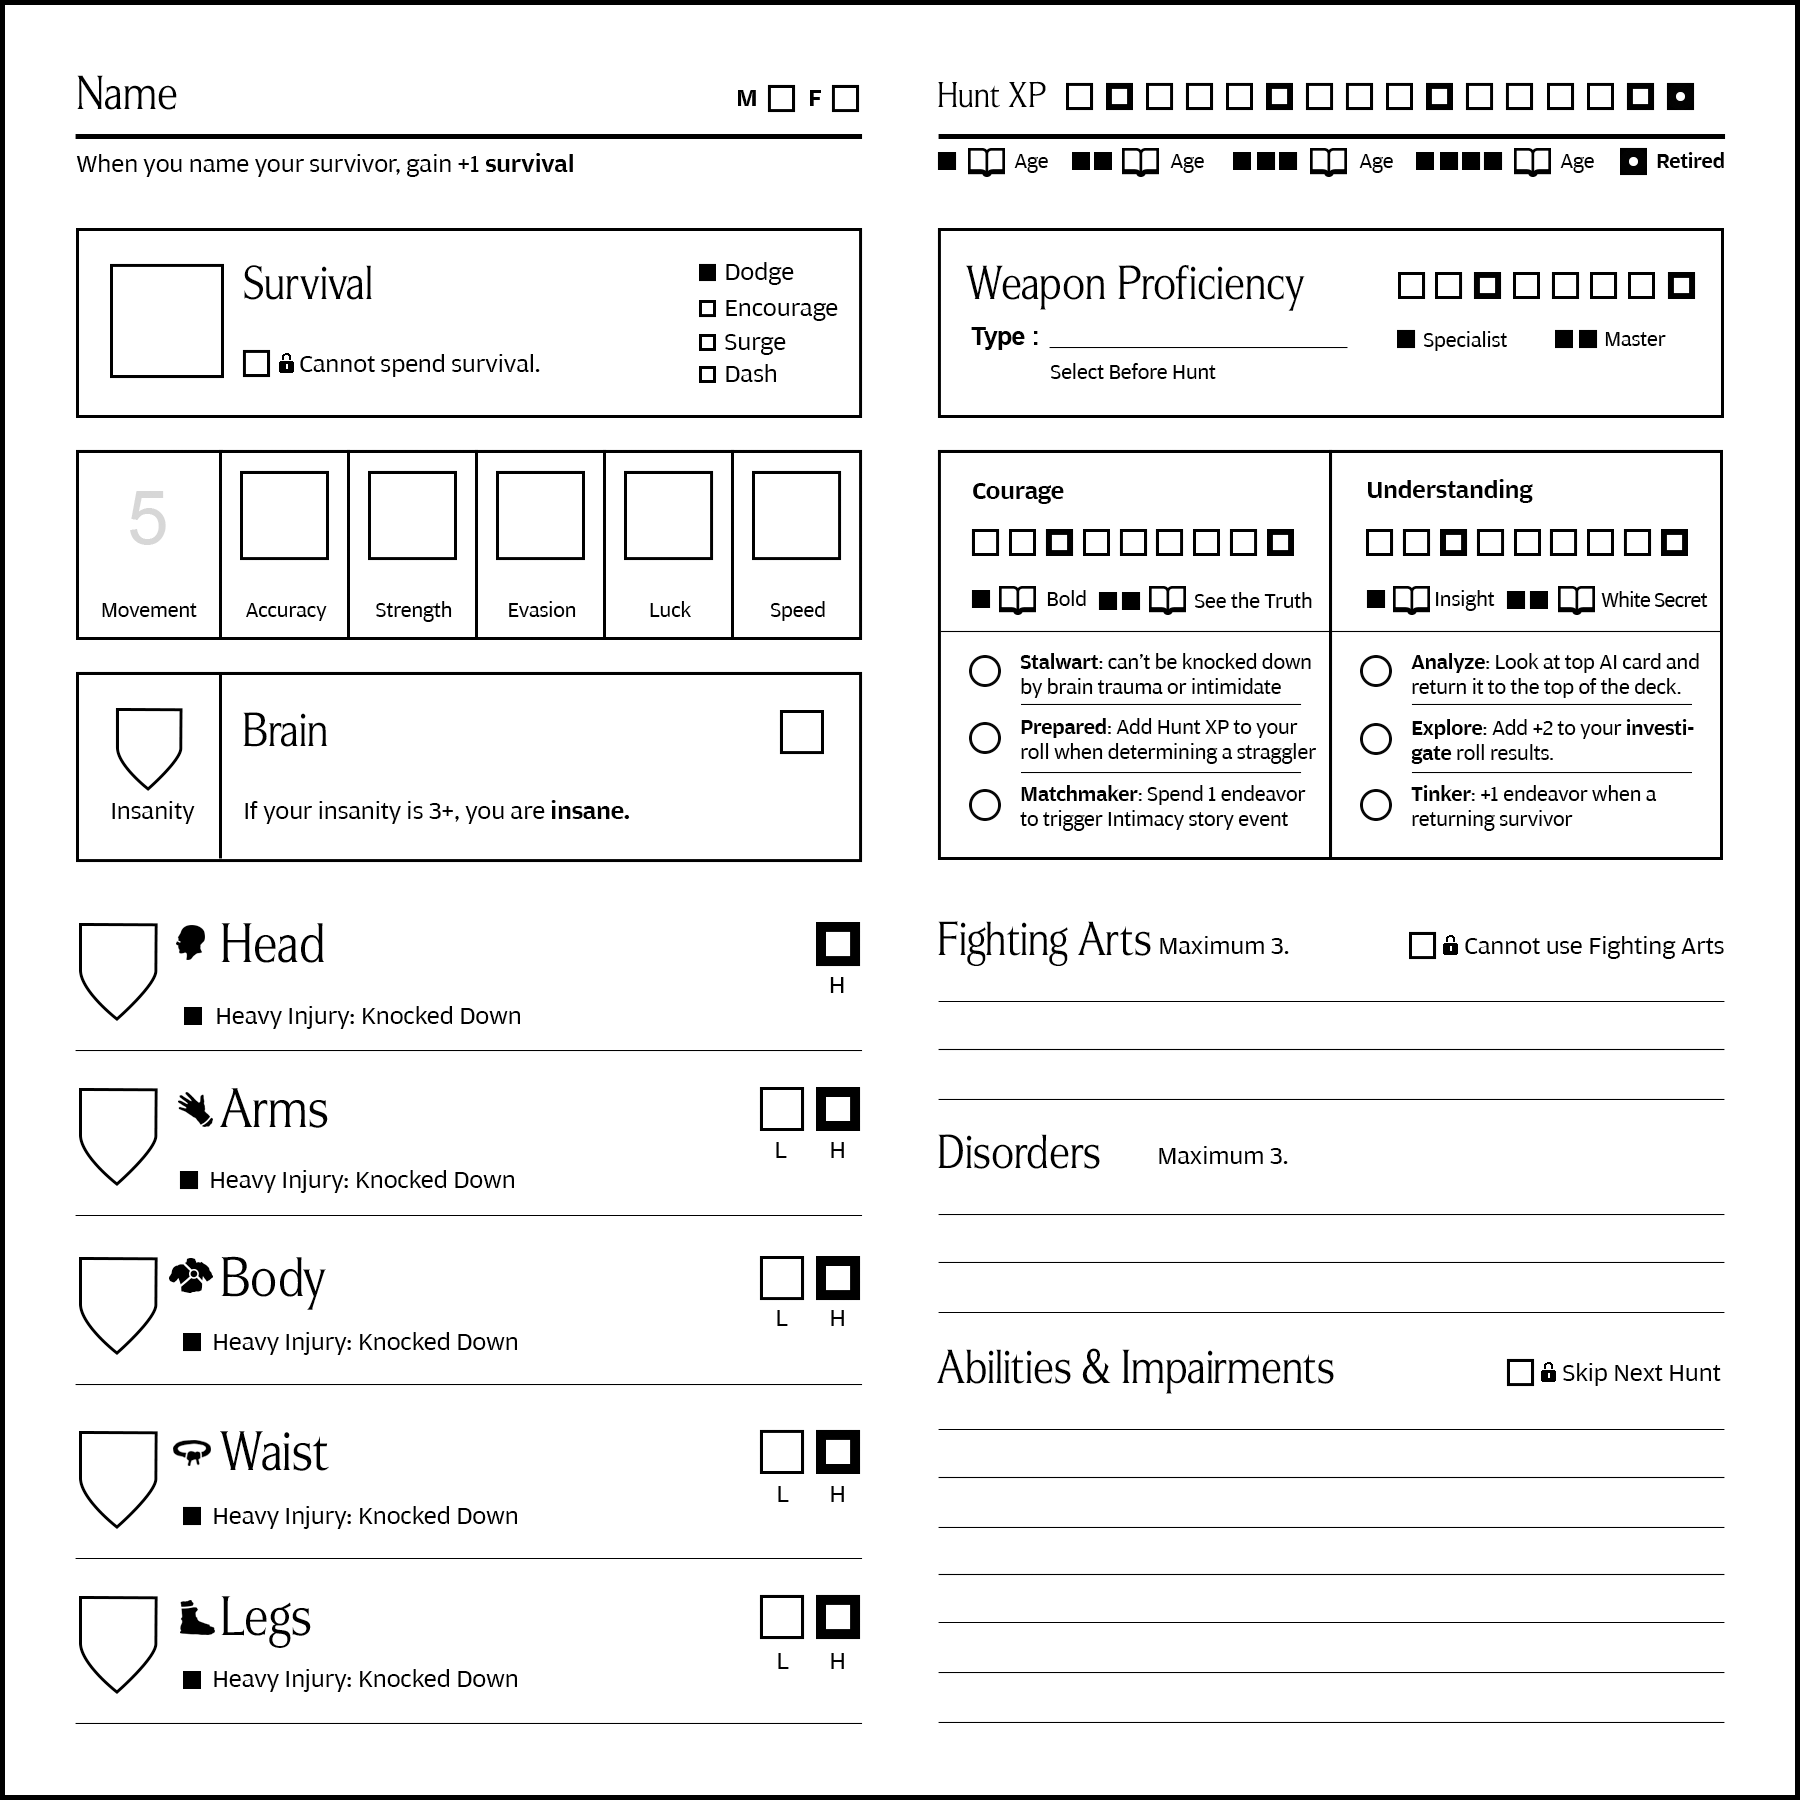 Name M F
When you name your survivor, gain +1 survival
Survival
Cannot spend survival.
Dodge
Encourage
Surge
Dash
5
Movement Accuracy Strength Evasion Luck Speed
Insanity
Brain
If your insanity is 3+, you are insane.
Head
H
Heavy Injury: Knocked Down
Arms
L H
Heavy Injury: Knocked Down
Body
L H
Heavy Injury: Knocked Down
Waist
L H
Heavy Injury: Knocked Down
Legs
L H
Heavy Injury: Knocked Down
Hunt XP
Age Age Age Age Retired
Weapon Proficiency
Type :
Select Before Hunt
Specialist Master
Courage
Bold See the Truth
Stalwart: can't be knocked down
by brain trauma or intimidate
Prepared: Add Hunt XP to your
roll when determining a straggler
Matchmaker: Spend 1 endeavor
to trigger Intimacy story event
Understanding
Insight White Secret
Analyze: Look at top AI card and
return it to the top of the deck.
Explore: Add +2 to your investi-
gate roll results.
Tinker: +1 endeavor when a
returning survivor
Fighting Arts Maximum 3. Cannot use Fighting Arts
Disorders Maximum 3.
Abilities & Impairments Skip Next Hunt